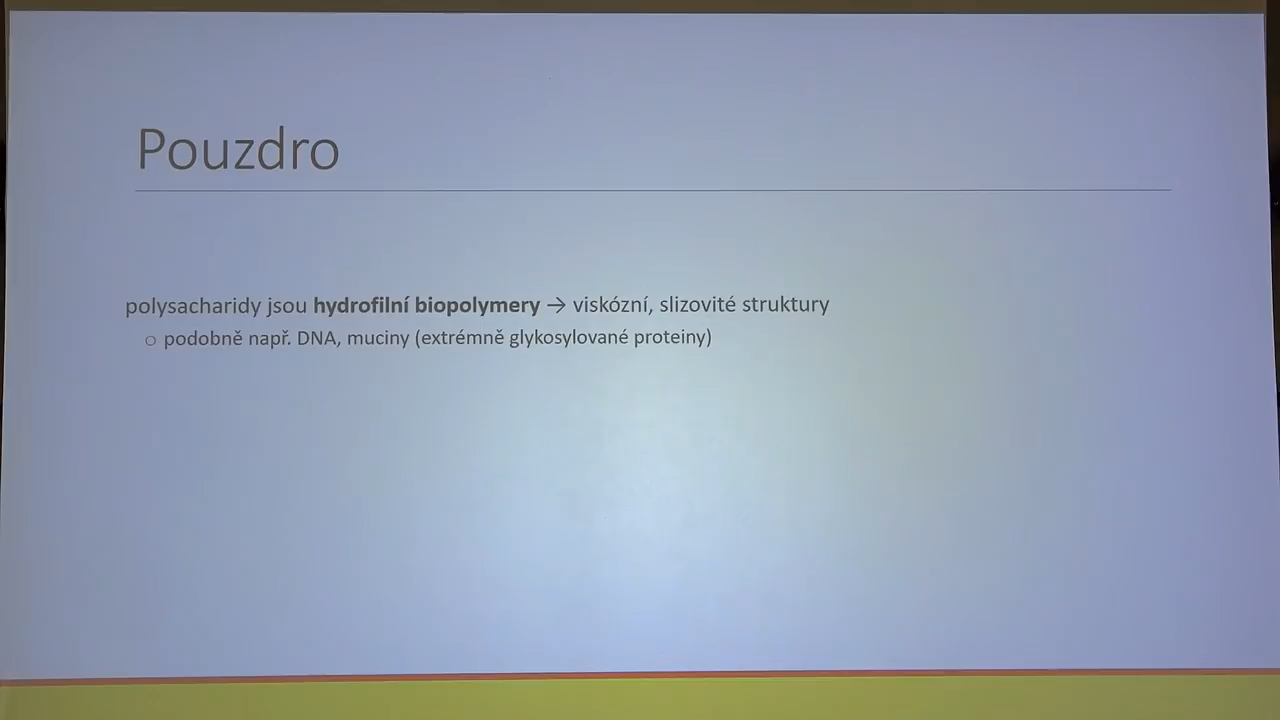 Pouzdro
polysacharidy jsou hydrofilní biopolymery → viskózní, slizovité struktury
○ podobně např. DNA, muciny (extrémně glykosylované proteiny)